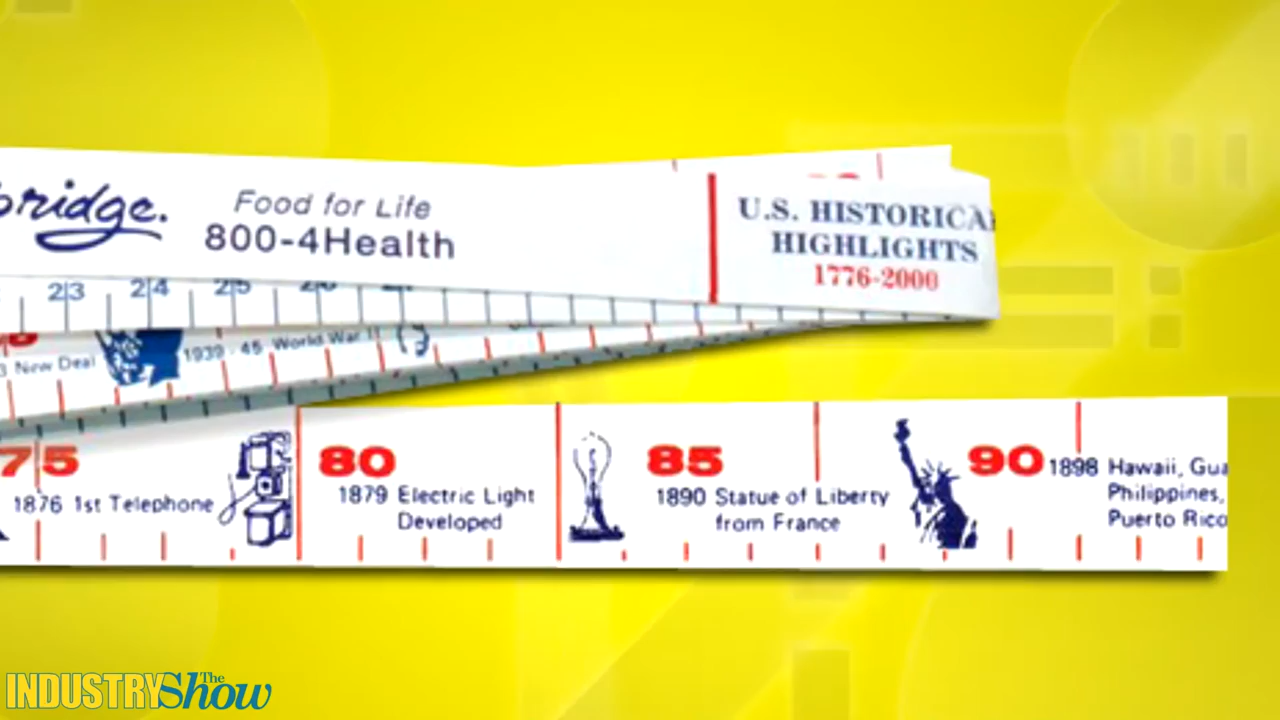 bridge.
Food for Life
800-4Health
U.S. HISTORICAL
HIGHLIGHTS
1776-2000
23 24 25
3 New Deal
1939-45 World War II
75
1876 1st Telephone
80
1879 Electric Light
Developed
85
1890 Statue of Liberty
from France
90
1898 Hawaii, Gua
Philippines,
Puerto Rico
INDUSTRY The Show